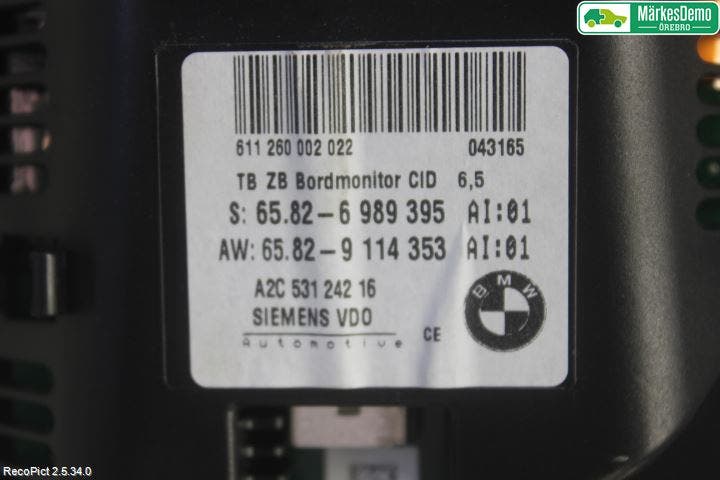 MärkesDemo
ÖREBRO
611 260 002 022 043165
TB ZB Bordmonitor CID 6,5
S: 65.82-6 989 395 AI:01
AW: 65.82-9 114 353 AI:01
A2C 531 242 16
SIEMENS VDO
Automotive
CE
BMW
RecoPict 2.5.34.0